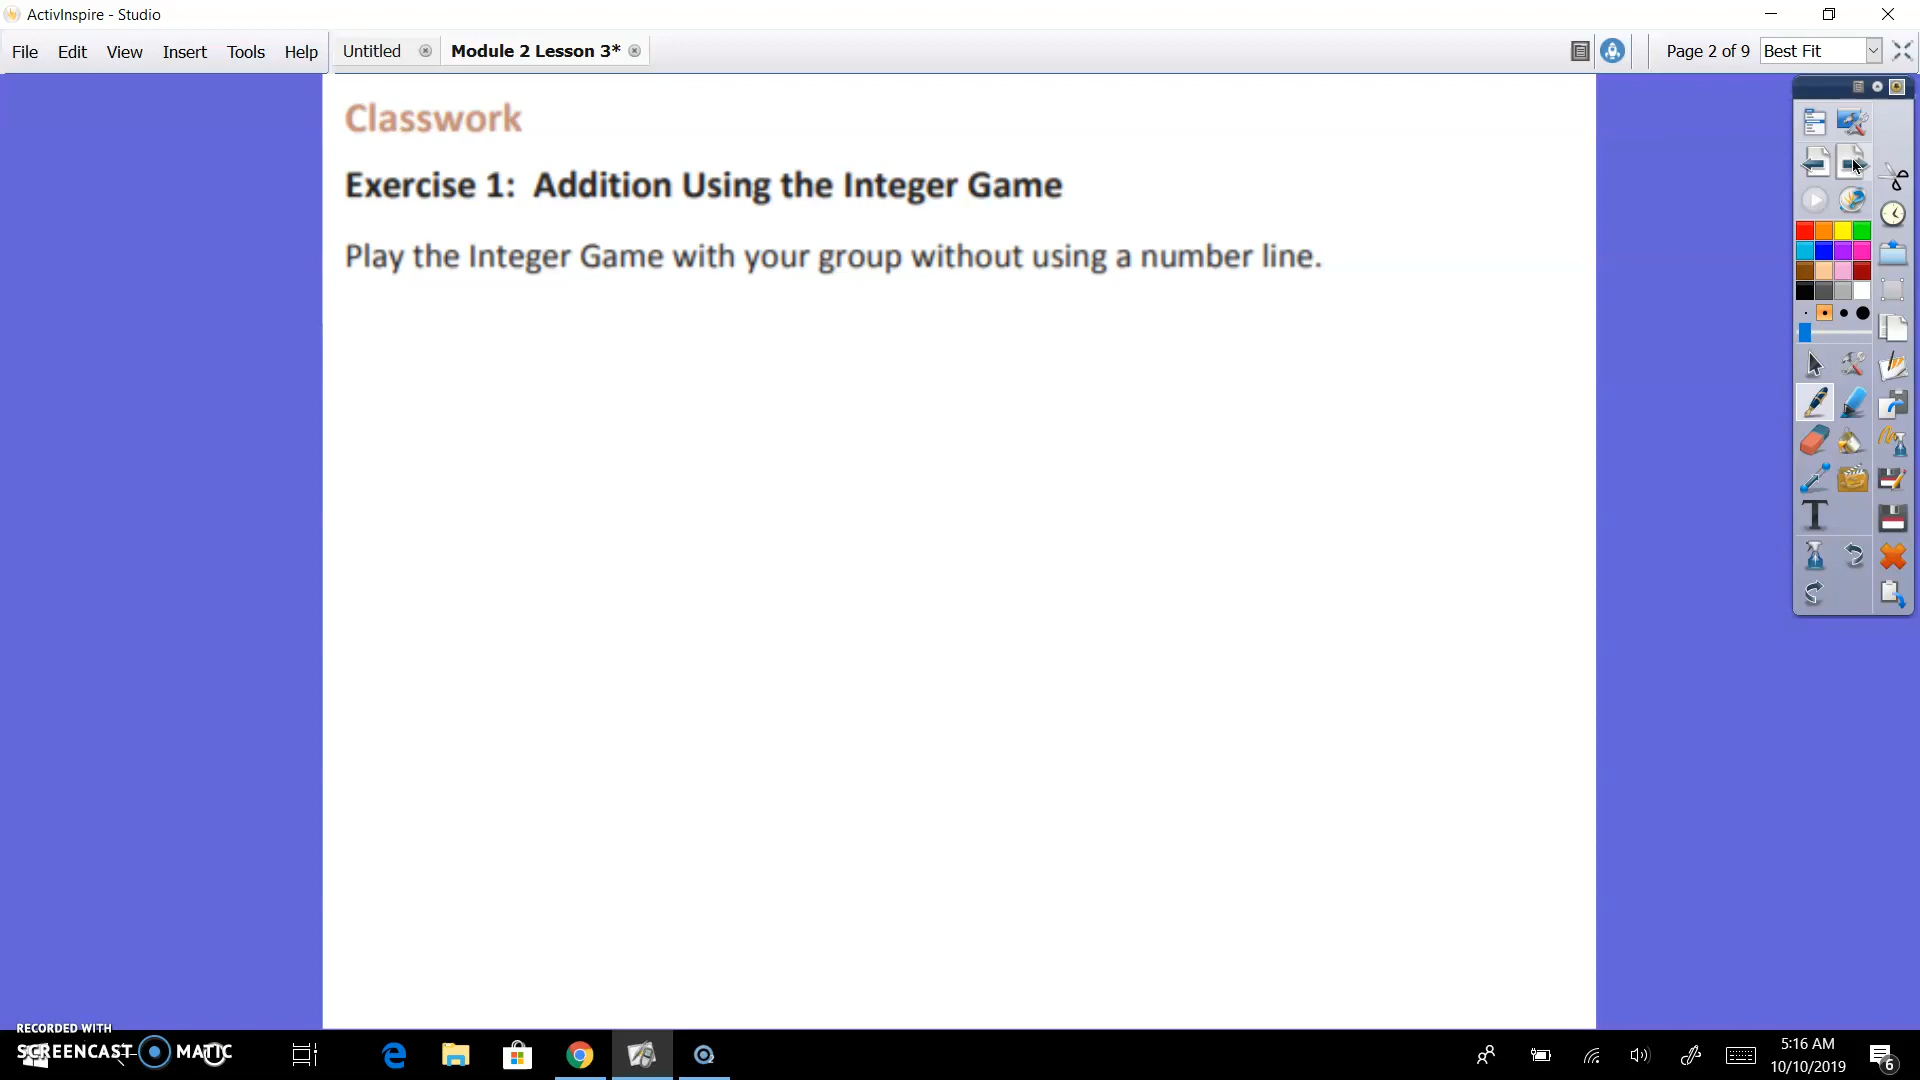 ActivInspire - Studio
File Edit View Insert Tools Help Untitled Module 2 Lesson 3* Page 2 of 9 Best Fit
Classwork
Exercise 1: Addition Using the Integer Game
Play the Integer Game with your group without using a number line.
T
RECORDED WITH
SCREENCAST MATIC
5:16 AM
10/10/2019
6